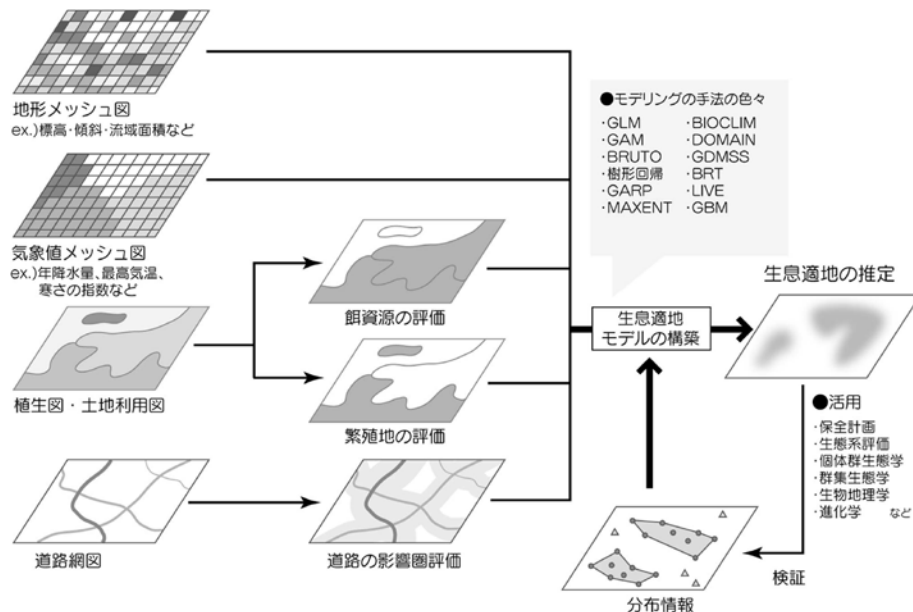 地形メッシュ図
ex.)標高・傾斜・流域面積など
気象値メッシュ図
ex.)年降水量、最高気温、
寒さの指数など
植生図・土地利用図
道路網図
餌資源の評価
繁殖地の評価
道路の影響圏評価
●モデリングの手法の色々
・GLM
・GAM
・BRUTO
・樹形回帰
・GARP
・MAXENT
・BIOCLIM
・DOMAIN
・GDMSS
・BRT
・LIVE
・GBM
生息適地
モデルの構築
生息適地の推定
●活用
・保全計画
・生態系評価
・個体群生態学
・群集生態学
・生物地理学
・進化学 など
検証
分布情報